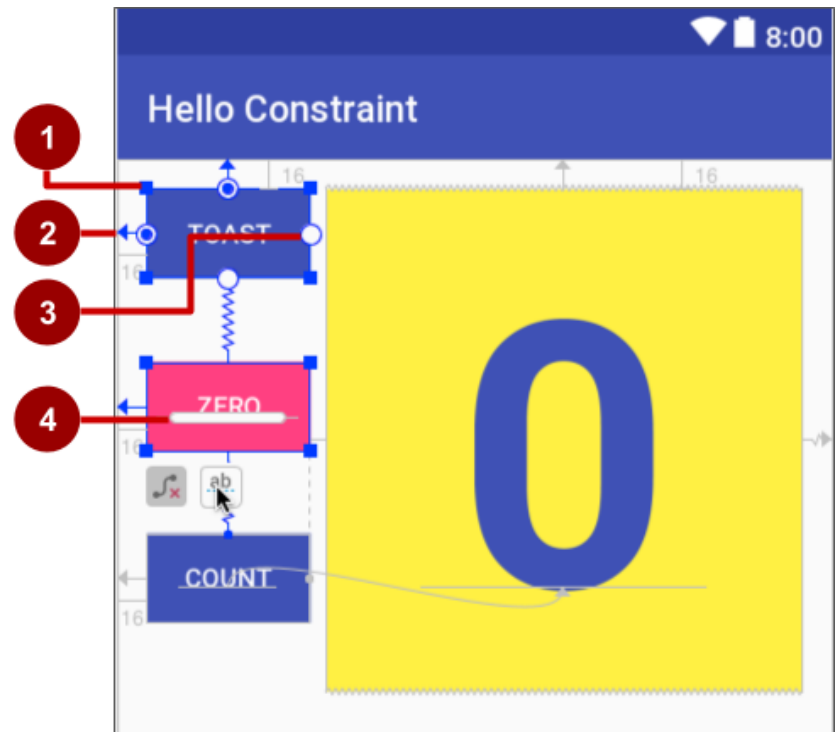 8:00
Hello Constraint
1
16
16
2
TOAST
16
3
ZERO
4
16
ab
COUNT
16
0